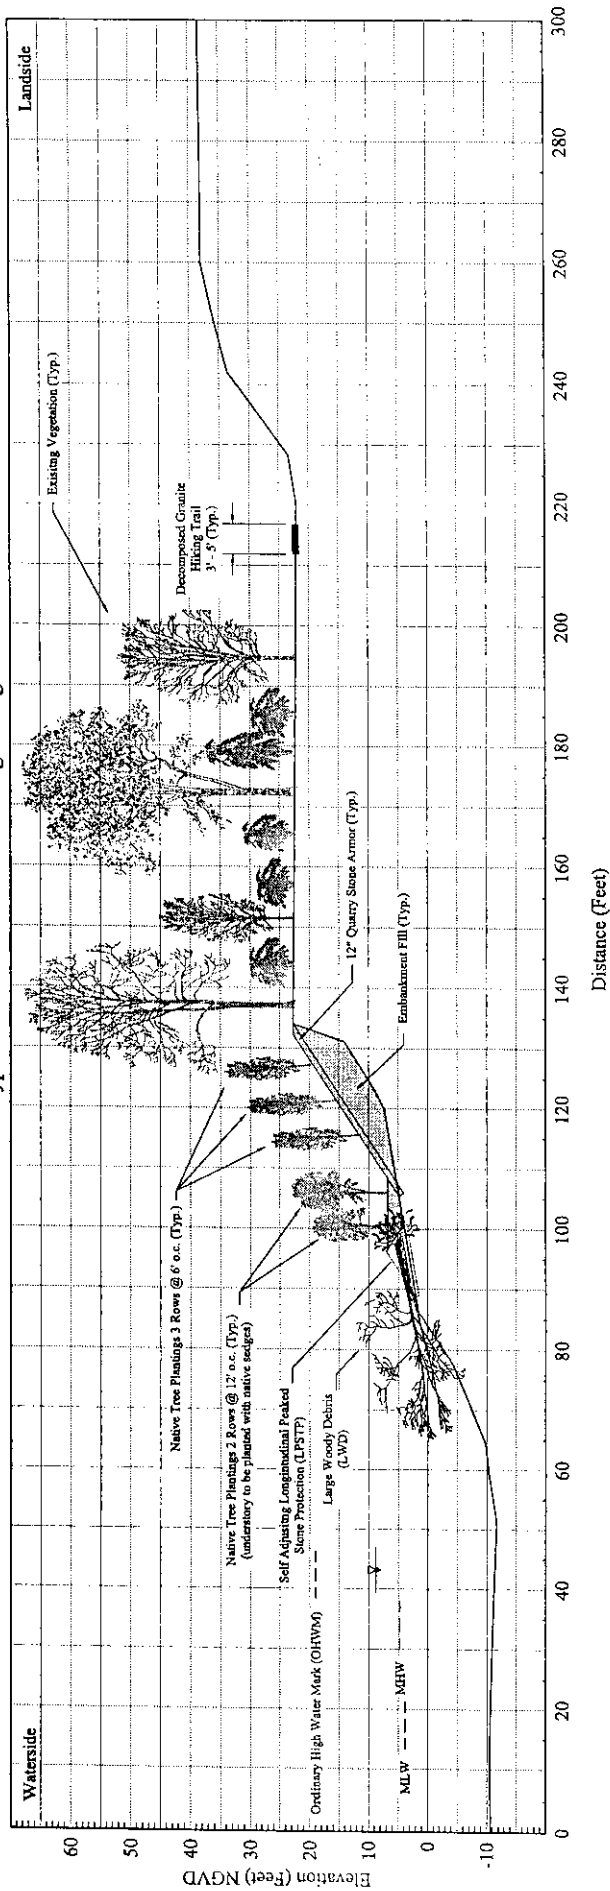 Waterside
Landside
Exisitng Vegetation (Typ.)
Native Tree Plantings 3 Rows @ 6' o.c. (Typ.)
Decomposed Granite
Hiking Trail
3' - 5' (Typ.)
Native Tree Plantings 2 Rows @ 12' o.c. (Typ.)
(understory to be planted with native sedges)
Self Adjusitng Longintudinal Peaked
Stone Protection (LPSTP)
Large Woody Debris
(LWD)
12" Quarry Stone Armor (Typ.)
Embankment Fill (Typ.)
Ordinary High Water Mark (OHWM)
MLW
MHW
Elevation (Feet) NGVD
60
50
40
30
20
10
0
-10
0
20
40
60
80
100
120
140
160
180
200
220
240
260
280
300
Distance (Feet)